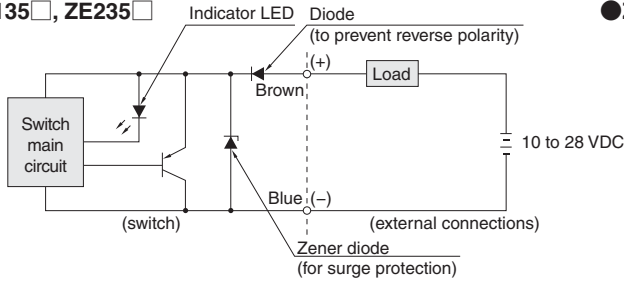 135□, ZE235□
Indicator LED
Diode
(to prevent reverse polarity)
(+)
Load
Brown
Switch
main
circuit
10 to 28 VDC
Blue (−)
(switch)
(external connections)
Zener diode
(for surge protection)